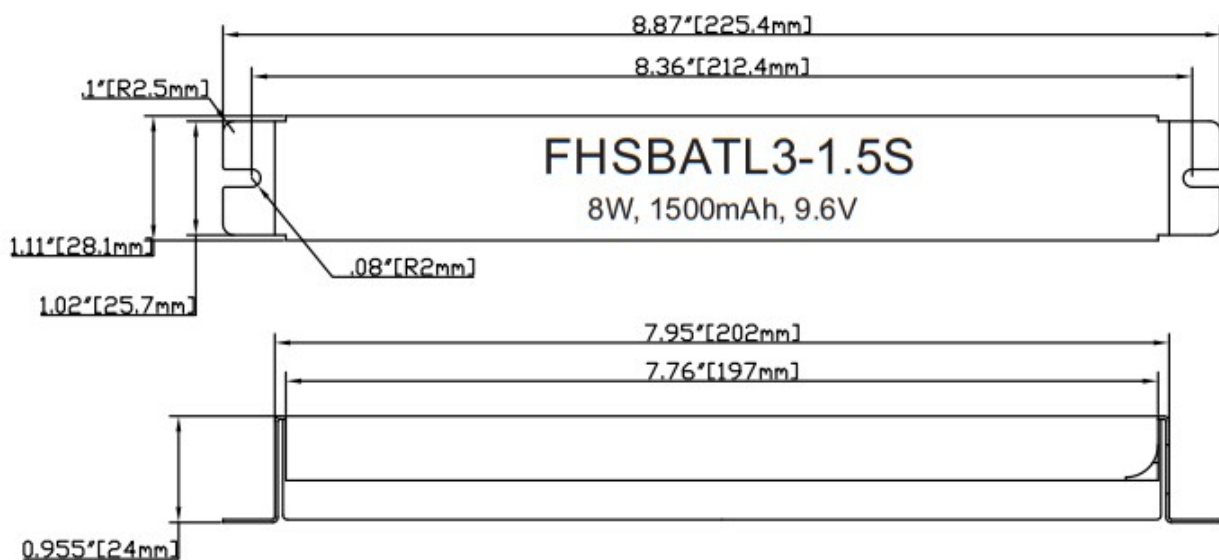 8.87"[225.4mm]
8.36"[212.4mm]
.1"[R2.5mm]
FHSBATL3-1.5S
8W, 1500mAh, 9.6V
1.11"[28.1mm]
.08"[R2mm]
1.02"[25.7mm]
7.95"[202mm]
7.76"[197mm]
0.955"[24mm]